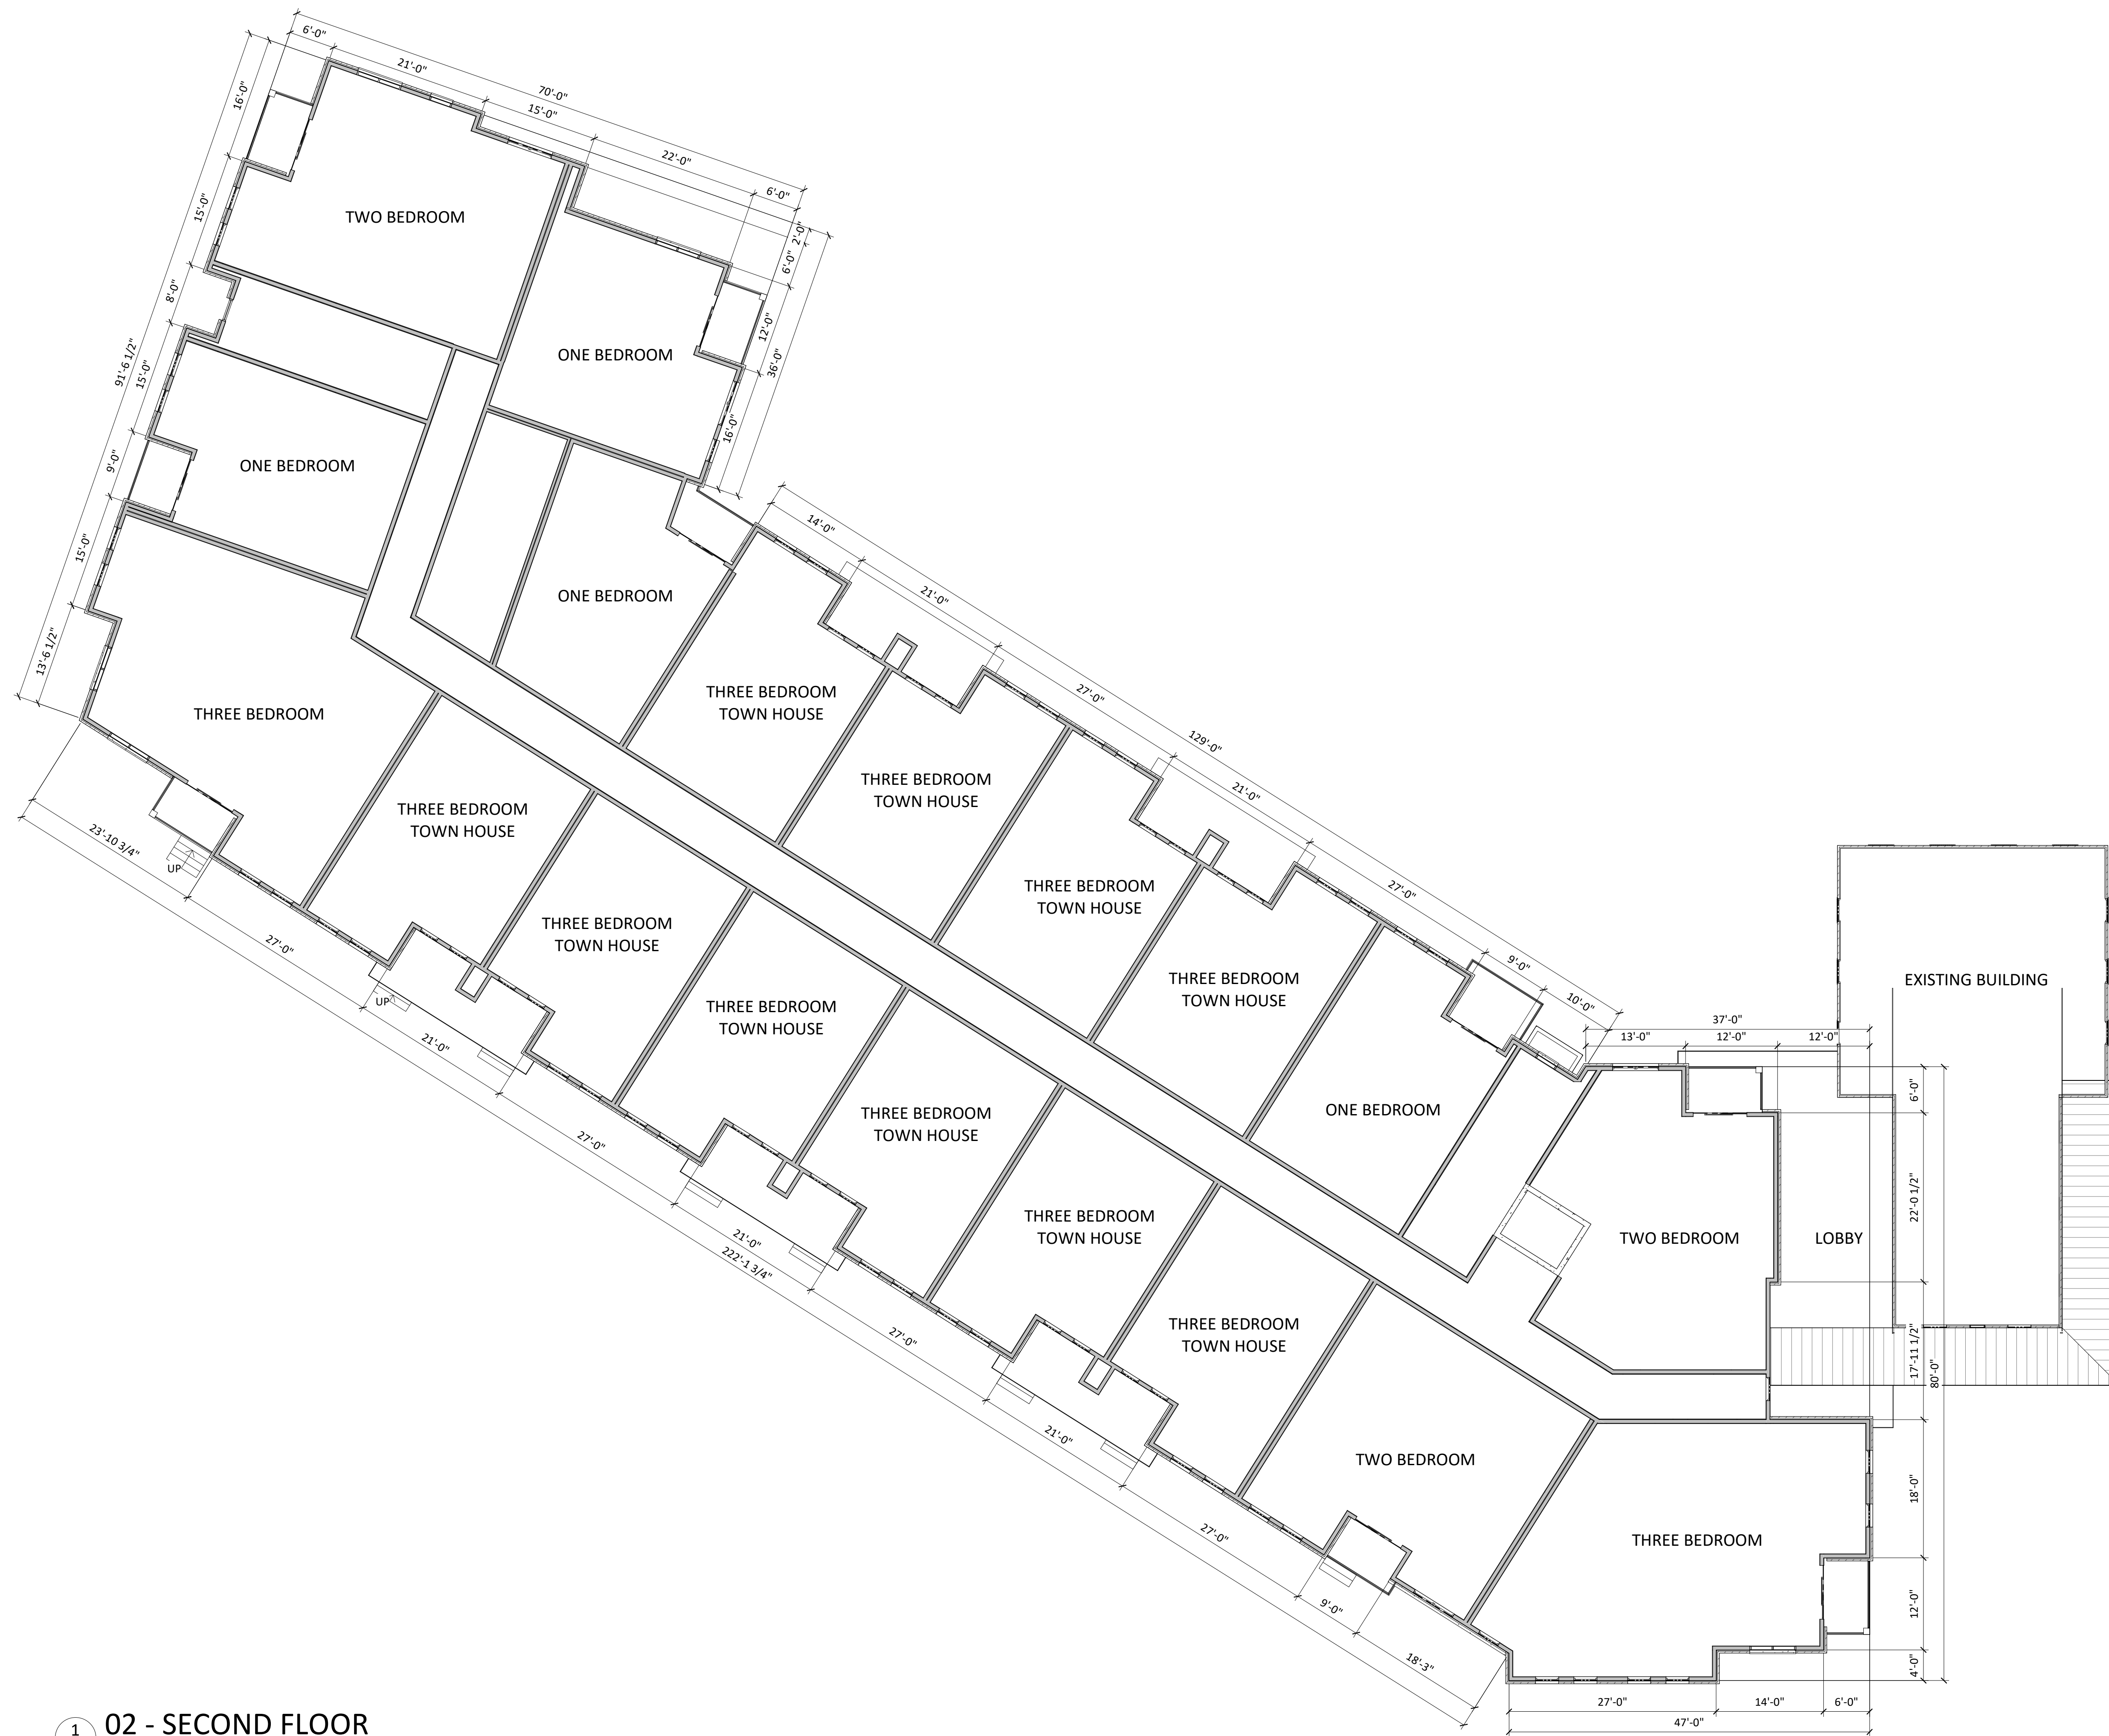 6'-0"
21'-0"
70'-0"
15'-0"
22'-0"
6'-0"
16'-0"
15'-0"
8'-0"
91'-6 1/2"
15'-0"
9'-0"
15'-0"
13'-6 1/2"
2'-0"
6'-0"
12'-0"
36'-0"
16'-0"
TWO BEDROOM
ONE BEDROOM
ONE BEDROOM
ONE BEDROOM
14'-0"
21'-0"
27'-0"
129'-0"
21'-0"
27'-0"
9'-0"
10'-0"
THREE BEDROOM
THREE BEDROOM
TOWN HOUSE
THREE BEDROOM
TOWN HOUSE
THREE BEDROOM
TOWN HOUSE
THREE BEDROOM
TOWN HOUSE
THREE BEDROOM
TOWN HOUSE
THREE BEDROOM
TOWN HOUSE
THREE BEDROOM
TOWN HOUSE
THREE BEDROOM
TOWN HOUSE
THREE BEDROOM
TOWN HOUSE
THREE BEDROOM
TOWN HOUSE
ONE BEDROOM
TWO BEDROOM
LOBBY
EXISTING BUILDING
TWO BEDROOM
THREE BEDROOM
37'-0"
13'-0"
12'-0"
12'-0"
6'-0"
22'-0 1/2"
17'-11 1/2"
80'-0"
18'-0"
12'-0"
4'-0"
UP
UP
23'-10 3/4"
27'-0"
21'-0"
27'-0"
21'-0"
222'-1 3/4"
27'-0"
21'-0"
27'-0"
9'-0"
18'-3"
27'-0"
14'-0"
6'-0"
47'-0"
1
02 - SECOND FLOOR